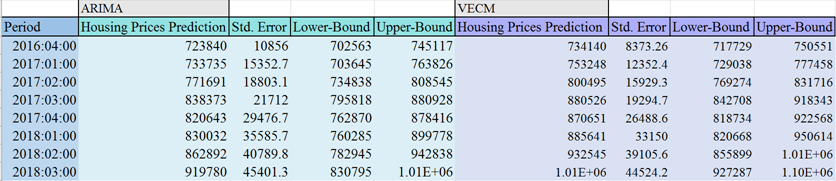 ARIMA VECM
Period Housing Prices Prediction Std. Error Lower-Bound Upper-Bound Housing Prices Prediction Std. Error Lower-Bound Upper-Bound
2016:04:00 723840 10856 702563 745117 734140 8373.26 717729 750551
2017:01:00 733735 15352.7 703645 763826 753248 12352.4 729038 777458
2017:02:00 771691 18803.1 734838 808545 800495 15929.3 769274 831716
2017:03:00 838373 21712 795818 880928 880526 19294.7 842708 918343
2017:04:00 820643 29476.7 762870 878416 870651 26488.6 818734 922568
2018:01:00 830032 35585.7 760285 899778 885641 33150 820668 950614
2018:02:00 862892 40789.8 782945 942838 932545 39105.6 855899 1.01E+06
2018:03:00 919780 45401.3 830795 1.01E+06 1.01E+06 44524.2 927287 1.10E+06